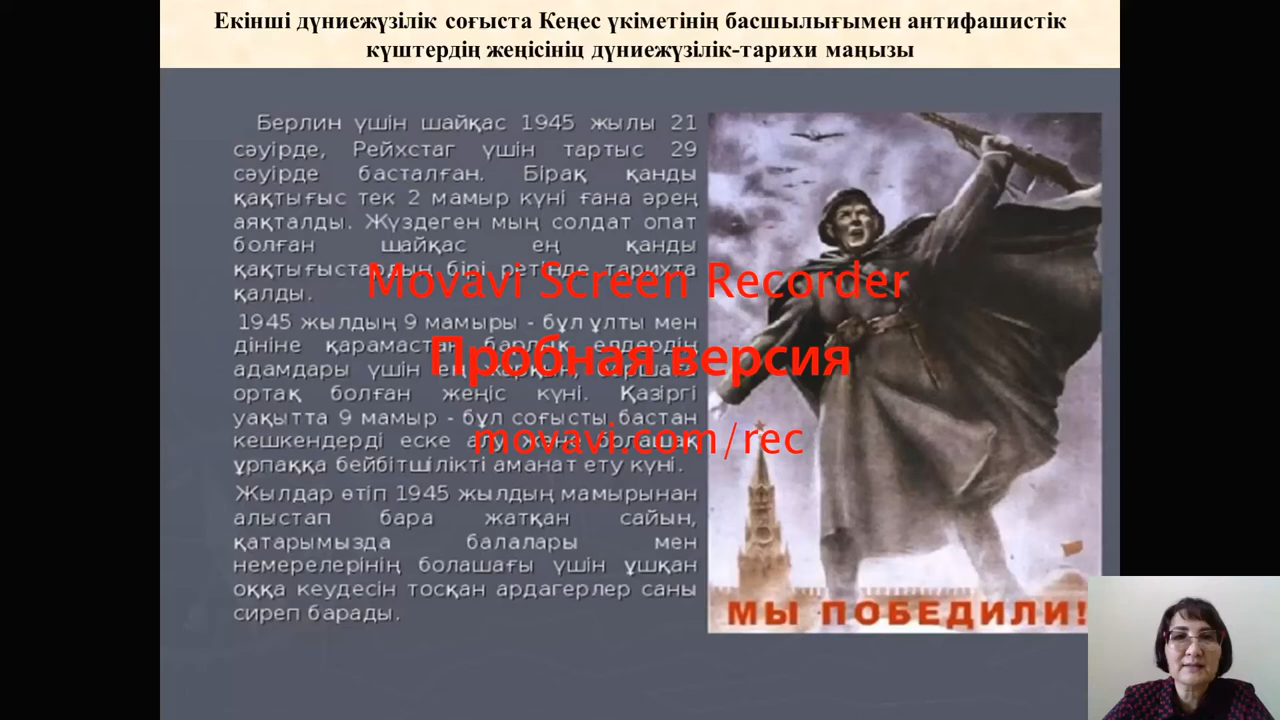 Екінші дүниежүзілік соғыста Кеңес үкіметінің басшылығымен антифашистік
күштердің жеңісініц дүниежүзілік-тарихи маңызы
Берлин үшін шайқас 1945 жылы 21
сәуірде, Рейхстаг үшін тартыс 29
сәуірде басталған. Бірақ қанды
қақтығыс тек 2 мамыр күні ғана әрең
аяқталды. Жүздеген мың солдат опат
болған шайқас ең қанды
қақтығыстардың бірі ретінде тарихта
қалды.
1945 жылдың 9 мамыры - бұл ұлты мен
дініне қарамастан барлық елдердің
адамдары үшін ең
ортақ болған жеңіс күні. Қазіргі
уақытта 9 мамыр - бұл соғысты бастан
кешкендерді еске алу және болашақ
ұрпаққа бейбітшілікті аманат ету күні.
Жылдар өтіп 1945 жылдың мамырынан
алыстап бара жатқан сайын,
қатарымызда балалары мен
немерелерінің болашағы үшін ұшқан
оққа кеудесін тосқан ардагерлер саны
сиреп барады.
Movavi Screen Recorder
Пробная версия
movavi.com/rec
МЫ ПОБЕДИЛИ!